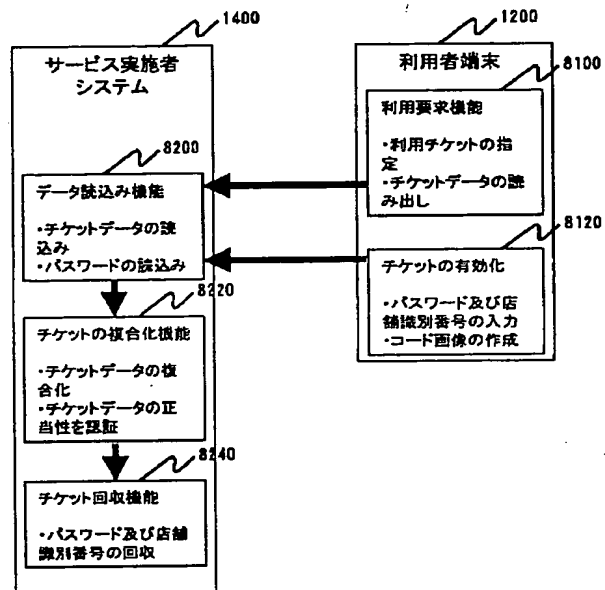 1400
サービス実施者
システム
8200
データ読込み機能
・チケットデータの読
込み
・パスワードの読込み
8220
チケットの複合化機能
・チケットデータの複
合化
・チケットデータの正
当性を認証
8240
チケット回収機能
・パスワード及び店舗
識別番号の回収
1200
利用者端末
8100
利用要求機能
・利用チケットの指
定
・チケットデータの読
み出し
8120
チケットの有効化
・パスワード及び店
舗識別番号の入力
・コード画像の作成